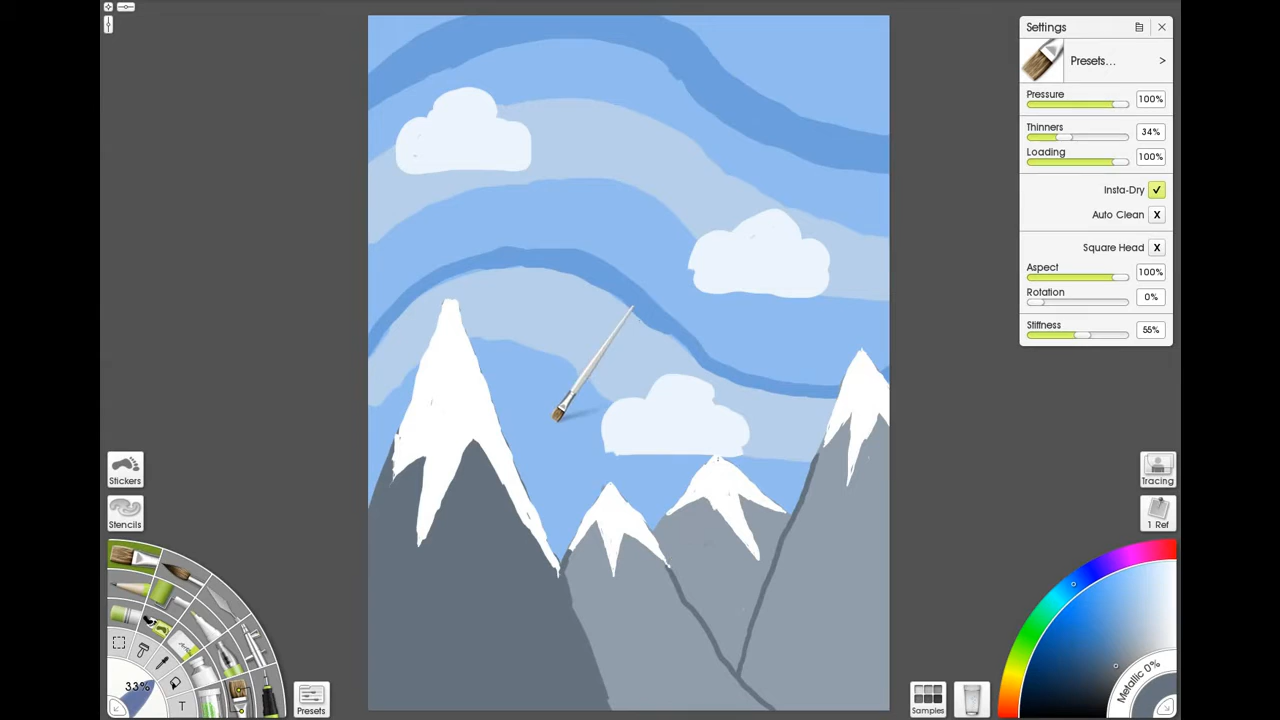 Settings
Presets... >
Pressure 100%
Thinners 34%
Loading 100%
Insta-Dry ✓
Auto Clean X
Square Head X
Aspect 100%
Rotation 0%
Stiffness 55%
Stickers
Stencils
Tracing
1 Ref
33%
T
Presets
Samples
Metallic 0%